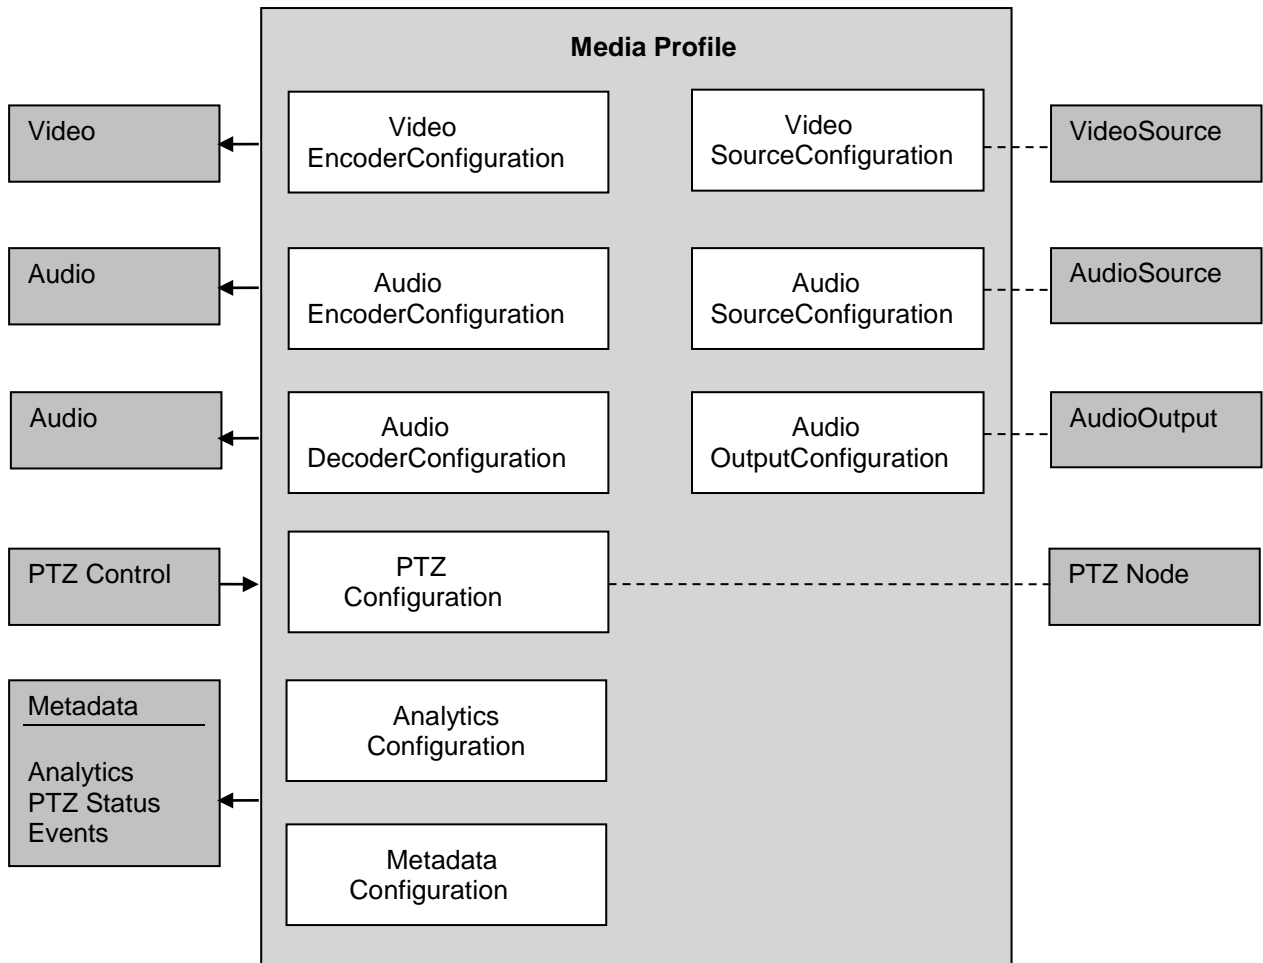 Media Profile
Video
Video
EncoderConfiguration
Video
SourceConfiguration
VideoSource
Audio
Audio
EncoderConfiguration
Audio
SourceConfiguration
AudioSource
Audio
Audio
DecoderConfiguration
Audio
OutputConfiguration
AudioOutput
PTZ Control
PTZ
Configuration
PTZ Node
Metadata
Analytics
PTZ Status
Events
Analytics
Configuration
Metadata
Configuration